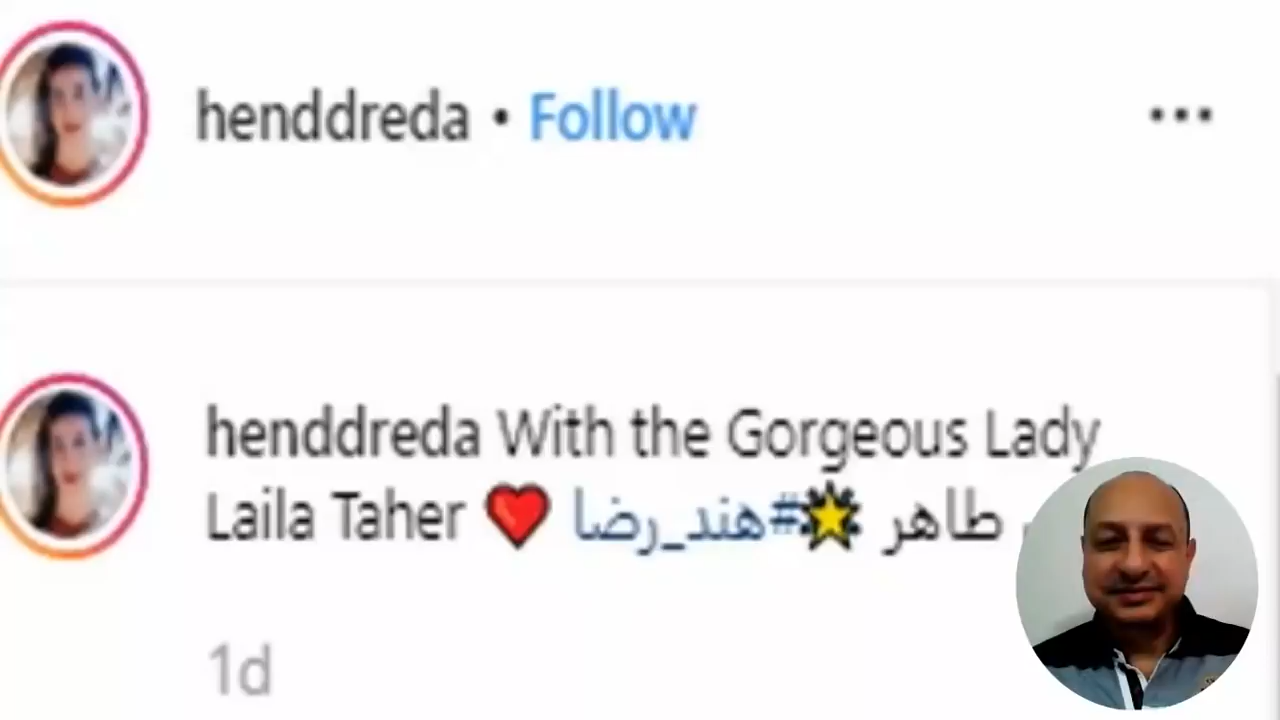 henddreda • Follow
henddreda With the Gorgeous Lady
Laila Taher ❤️ #هند_رضا🌟 طاهر
1d